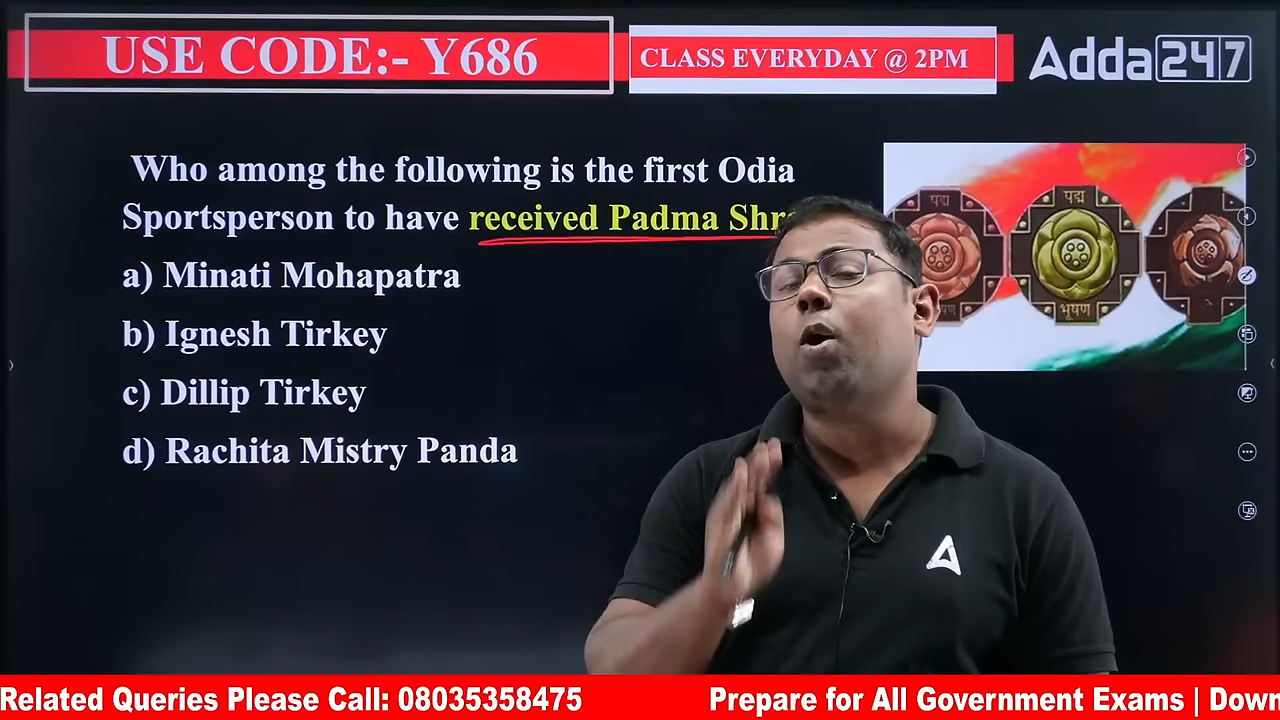 USE CODE:- Y686
CLASS EVERYDAY @ 2PM
Adda247
Who among the following is the first Odia
Sportsperson to have received Padma Shr
a) Minati Mohapatra
b) Ignesh Tirkey
c) Dillip Tirkey
d) Rachita Mistry Panda
पद्म
पद्म
भूषण
Related Queries Please Call: 08035358475
Prepare for All Government Exams | Down